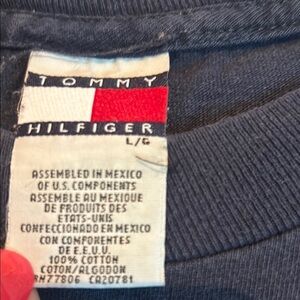 TOMMY
HILFIGER
L/G
ASSEMBLED IN MEXICO
OF U.S. COMPONENTS
ASSEMBLE AU MEXIQUE
DE PRODUITS DES
ETATS-UNIS
CONFECCIONADO EN MEXICO
CON COMPONENTES
DE E.E.U.U.
100% COTTON
COTON/ALGODON
RN77806 CA20781